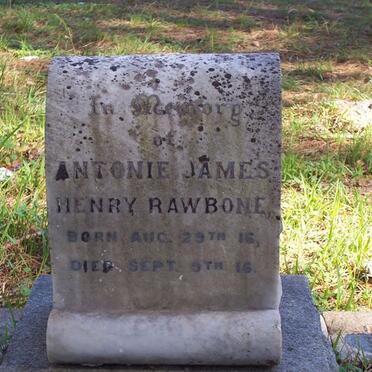 In Memory
of
ANTONIE JAMES
HENRY RAWBONE,
BORN AUG. 29TH 16,
DIED SEPT. 9TH 16.